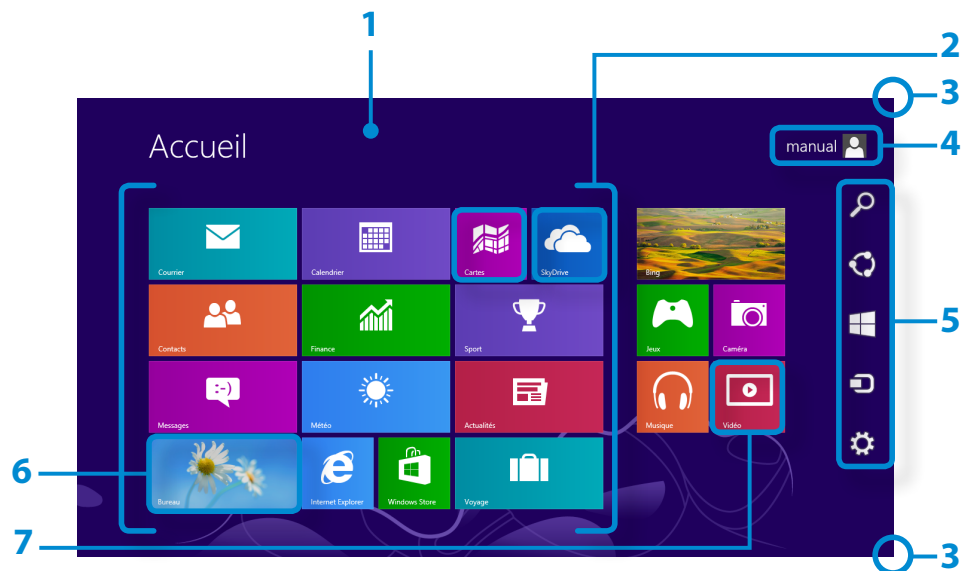 1
2
3
Accueil
manual
4
Courrier
Calendrier
Cartes
SkyDrive
Bing
Contacts
Finance
Sport
Jeux
Caméra
5
Messages
Météo
Actualités
Musique
Vidéo
6
Bureau
Internet Explorer
Windows Store
Voyage
7
3